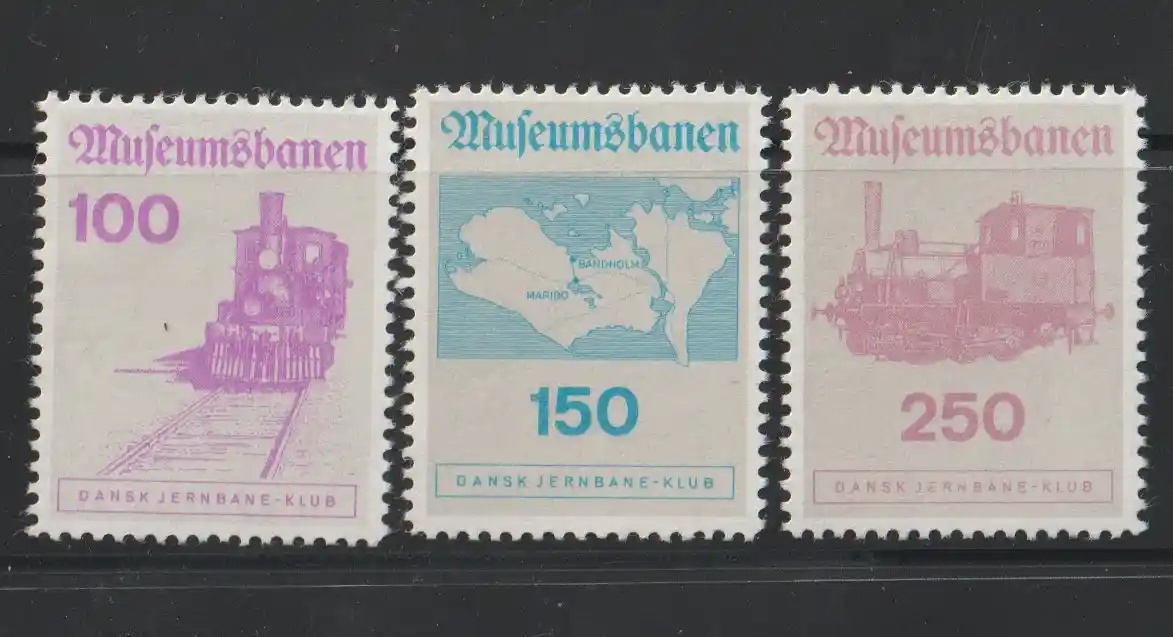 Museumsbanen
100
DANSK JERNBANE-KLUB
Museumsbanen
BANDHOLM
MARIBO
150
DANSK JERNBANE-KLUB
Museumsbanen
250
DANSK JERNBANE-KLUB